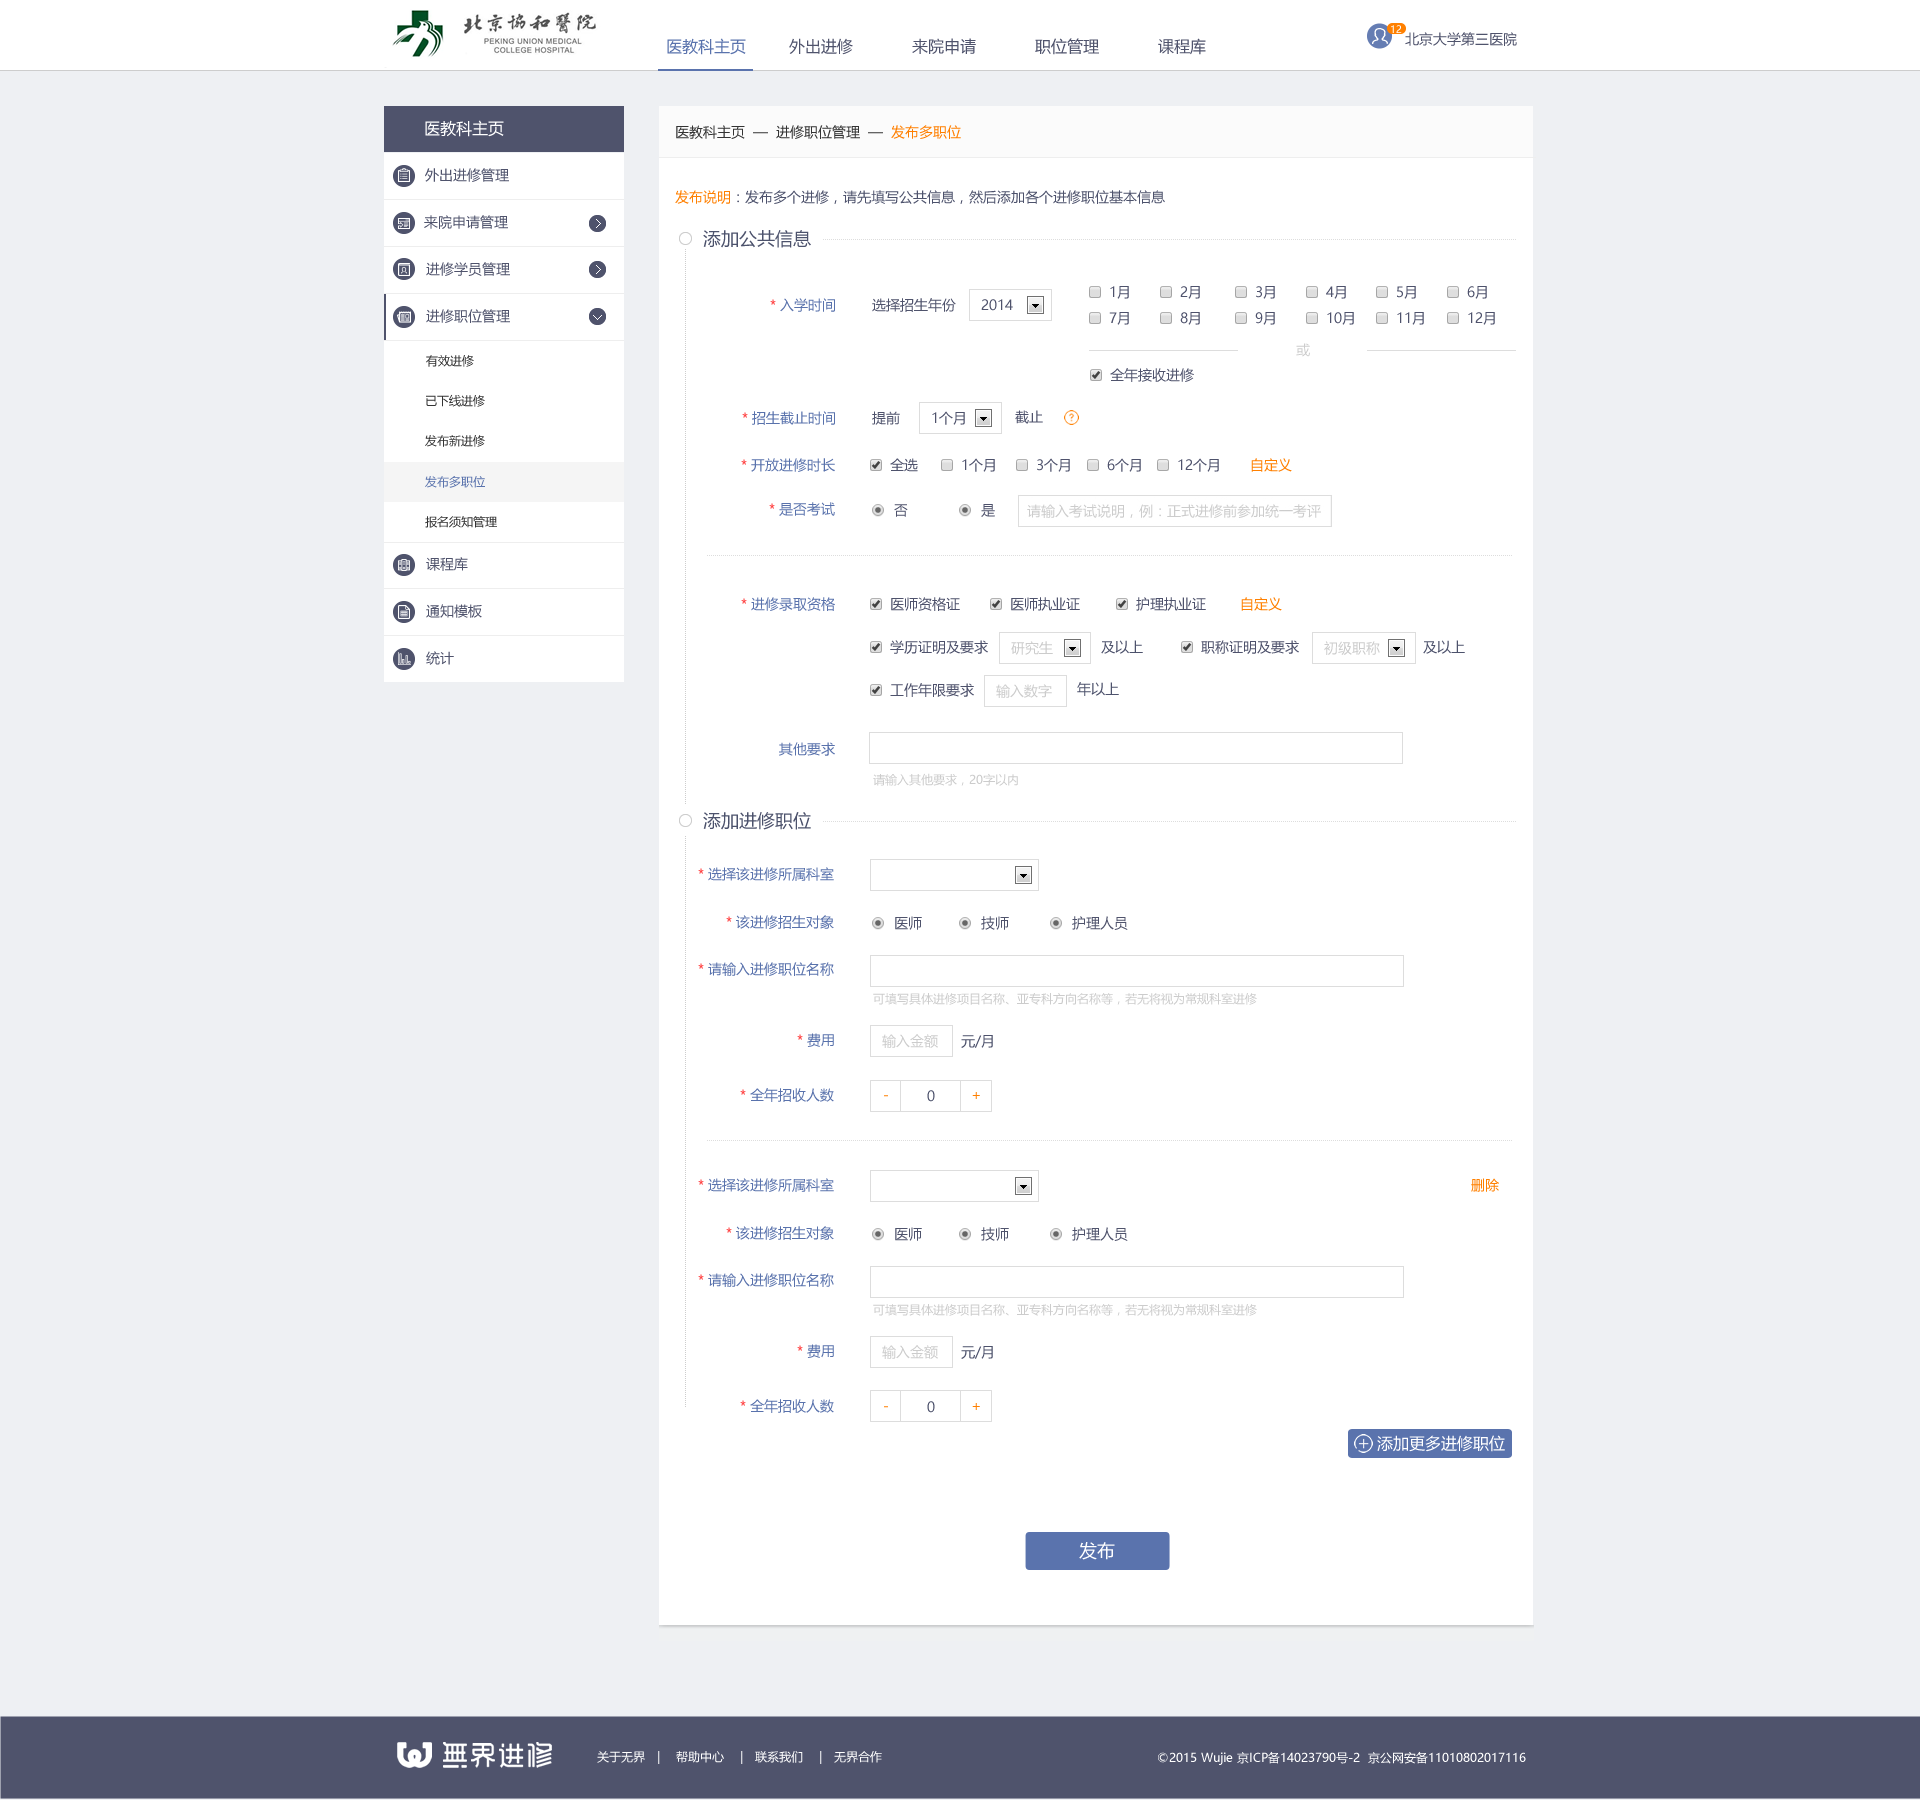 北京協和醫院
PEKING UNION MEDICAL
COLLEGE HOSPITAL
医教科主页 外出进修 来院申请 职位管理 课程库
12 北京大学第三医院
医教科主页
外出进修管理
来院申请管理
进修学员管理
进修职位管理
有效进修
已下线进修
发布新进修
发布多职位
报名须知管理
课程库
通知模板
统计
医教科主页 — 进修职位管理 — 发布多职位
发布说明：发布多个进修，请先填写公共信息，然后添加各个进修职位基本信息
添加公共信息
* 入学时间 选择招生年份 2014
1月 2月 3月 4月 5月 6月
7月 8月 9月 10月 11月 12月
或
全年接收进修
* 招生截止时间 提前 1个月 截止 ?
* 开放进修时长 全选 1个月 3个月 6个月 12个月 自定义
* 是否考试 否 是 请输入考试说明，例：正式进修前参加统一考评
* 进修录取资格 医师资格证 医师执业证 护理执业证 自定义
学历证明及要求 研究生 及以上 职称证明及要求 初级职称 及以上
工作年限要求 输入数字 年以上
其他要求
请输入其他要求，20字以内
添加进修职位
* 选择该进修所属科室
* 该进修招生对象 医师 技师 护理人员
* 请输入进修职位名称
可填写具体进修项目名称、亚专科方向名称等，若无将视为常规科室进修
* 费用 输入金额 元/月
* 全年招收人数 - 0 +
* 选择该进修所属科室 删除
* 该进修招生对象 医师 技师 护理人员
* 请输入进修职位名称
可填写具体进修项目名称、亚专科方向名称等，若无将视为常规科室进修
* 费用 输入金额 元/月
* 全年招收人数 - 0 +
添加更多进修职位
发布
無界进修 关于无界 | 帮助中心 | 联系我们 | 无界合作 ©2015 Wujie 京ICP备14023790号-2 京公网安备11010802017116